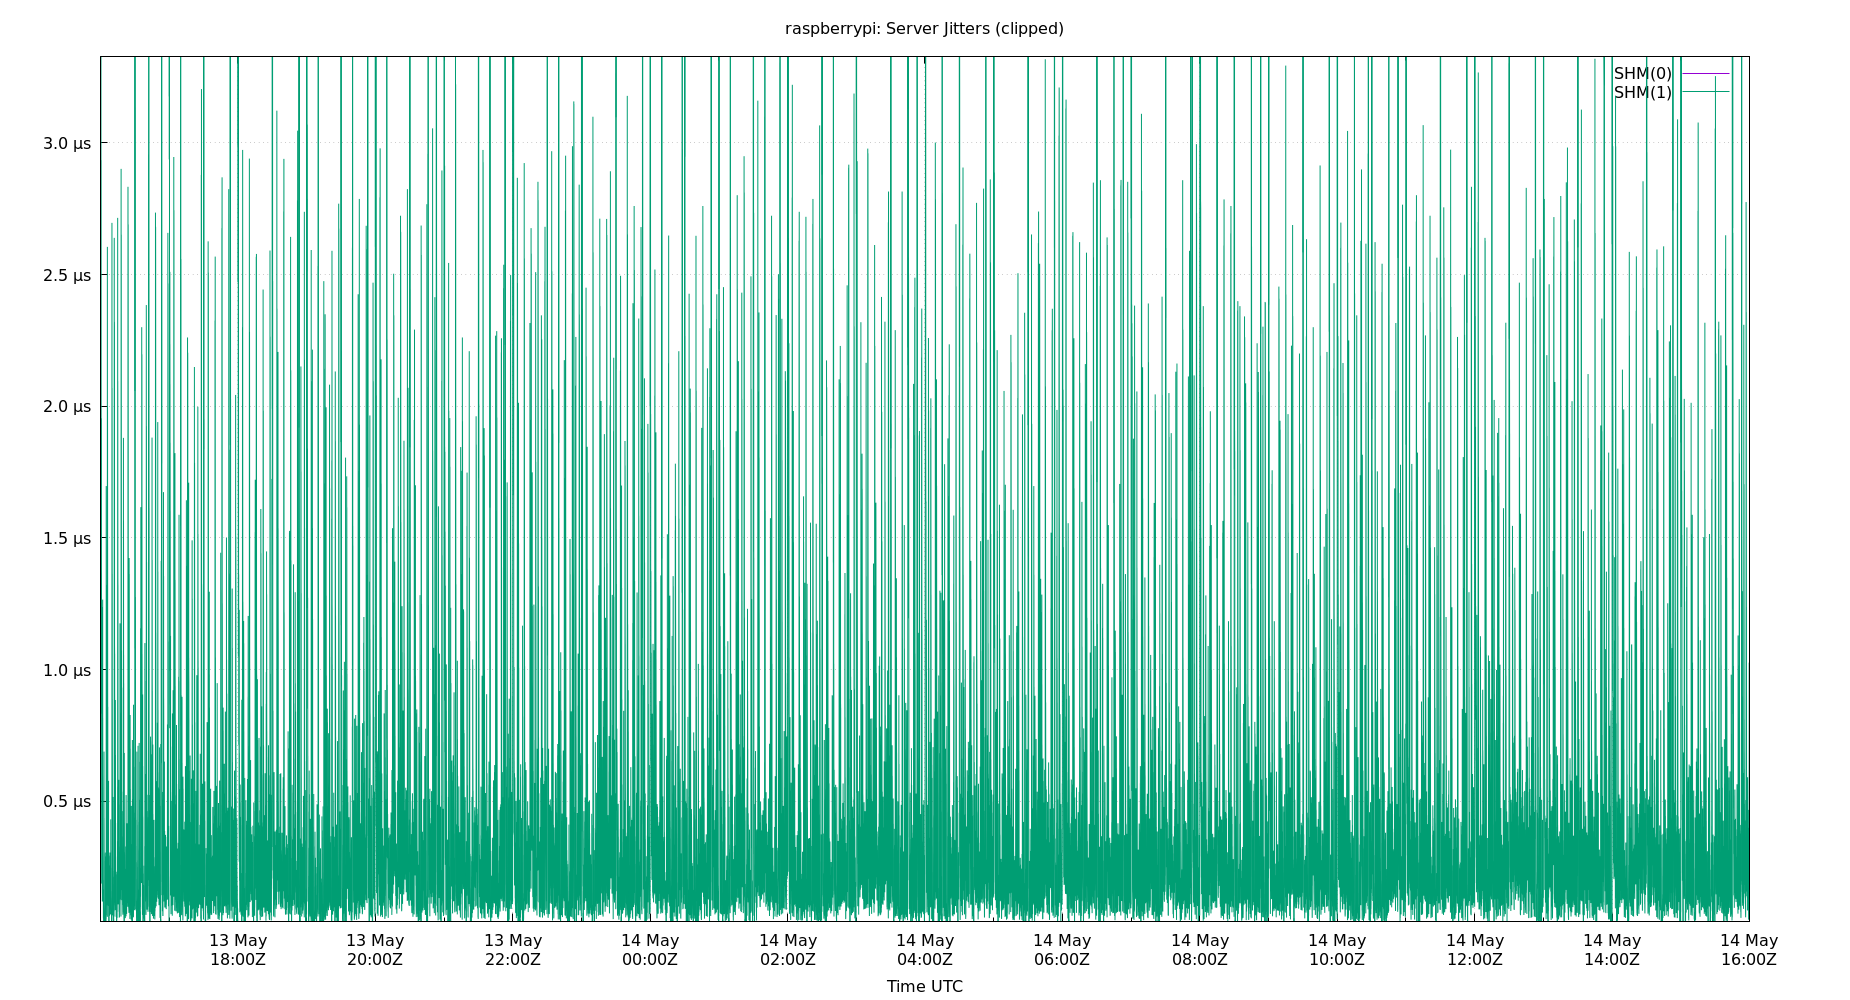 raspberrypi: Server Jitters (clipped)
SHM(0)
SHM(1)
3.0 µs
2.5 µs
2.0 µs
1.5 µs
1.0 µs
0.5 µs
13 May 13 May 13 May 14 May 14 May 14 May 14 May 14 May 14 May 14 May 14 May 14 May
18:00Z 20:00Z 22:00Z 00:00Z 02:00Z 04:00Z 06:00Z 08:00Z 10:00Z 12:00Z 14:00Z 16:00Z
Time UTC